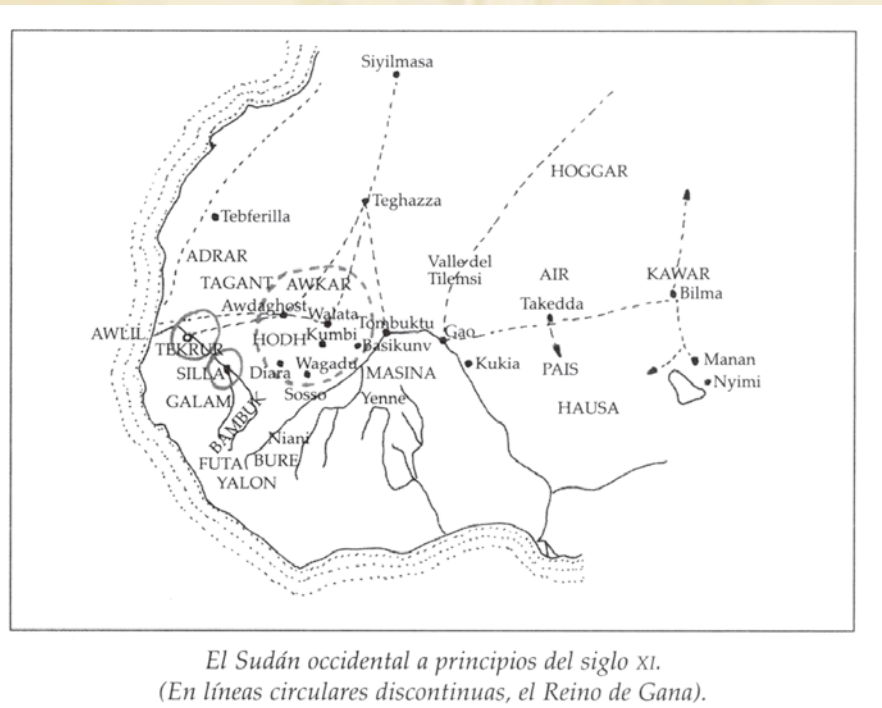 Siyilmasa
HOGGAR
Teghazza
Tebferilla
ADRAR
Valle del
Tilemsi
AIR
KAWAR
TAGANT
AWKAR
Takedda
Bilma
Awdaghost
Walata
AWLIL
Tombuktu
Gao
HODH
Kumbi
Basikunv
TEKRUR
SILLA
Diara
Wagadu
MASINA
Kukia
PAIS
Manan
Nyimi
GALAM
Sosso
Yenne
HAUSA
BAMBUK
Niani
FUTA
BURE
YALON
El Sudán occidental a principios del siglo XI.
(En líneas circulares discontinuas, el Reino de Gana).